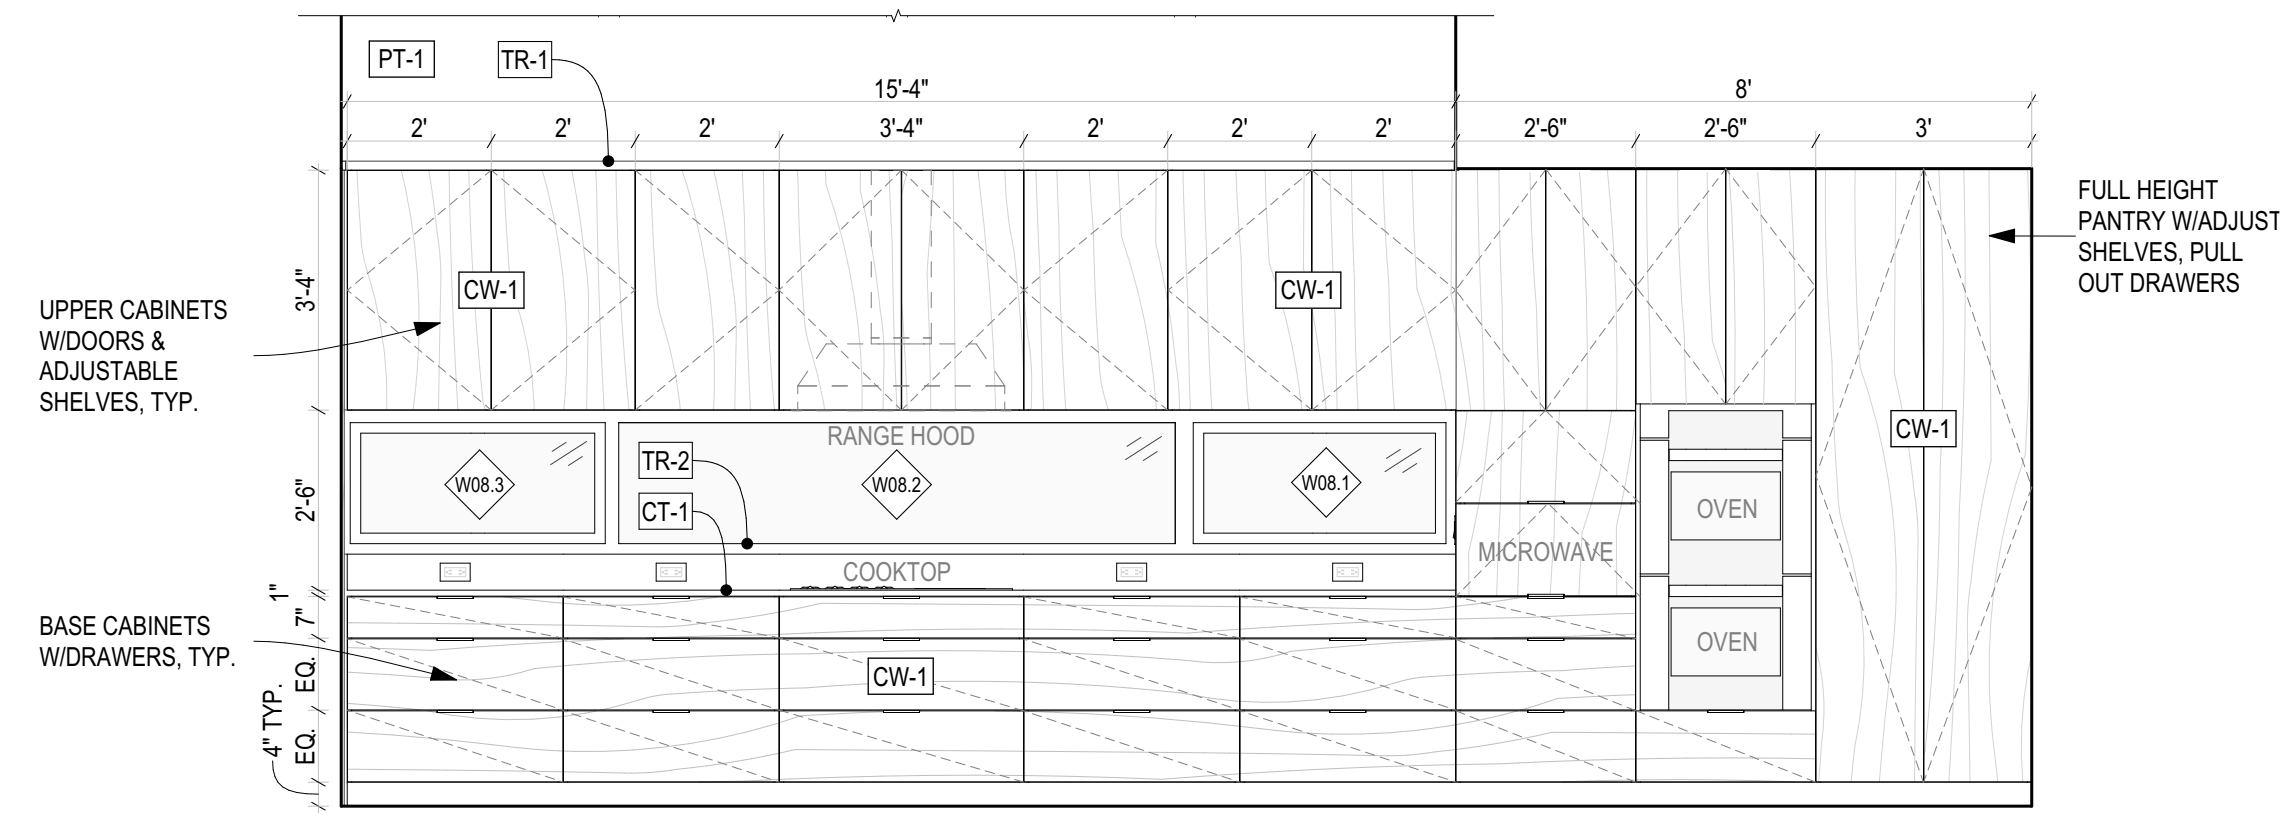 PT-1
TR-1
15'-4"
8'
2'
2'
2'
3'-4"
2'
2'
2'
2'-6"
2'-6"
3'
FULL HEIGHT
PANTRY W/ADJUST
SHELVES, PULL
OUT DRAWERS
3'-4"
CW-1
CW-1
UPPER CABINETS
W/DOORS &
ADJUSTABLE
SHELVES, TYP.
CW-1
RANGE HOOD
TR-2
W08.3
W08.2
W08.1
2'-6"
CT-1
OVEN
MICROWAVE
COOKTOP
1"
7"
BASE CABINETS
W/DRAWERS, TYP.
OVEN
EQ.
CW-1
4" TYP.
EQ.